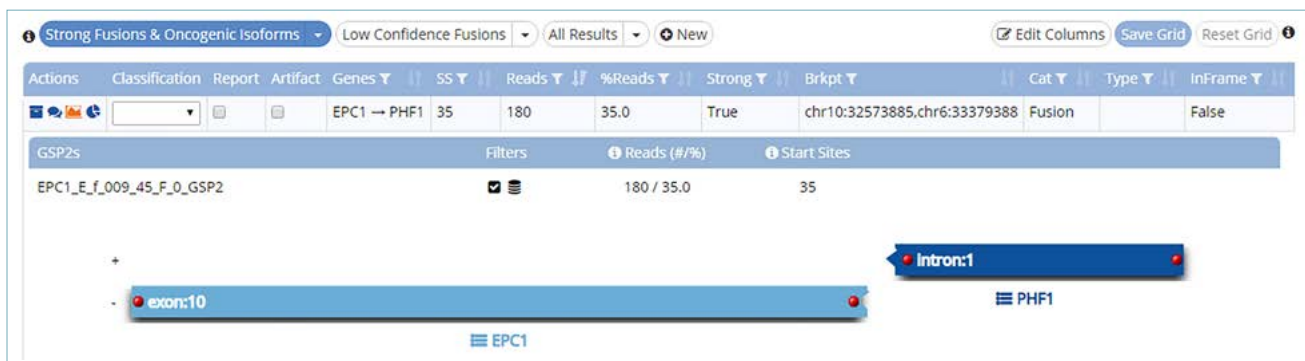 Strong Fusions & Oncogenic Isoforms Low Confidence Fusions All Results New Edit Columns Save Grid Reset Grid
Actions Classification Report Artifact Genes SS Reads %Reads Strong Brkpt Cat Type InFrame
EPC1 → PHF1 35 180 35.0 True chr10:32573885,chr6:33379388 Fusion False
GSP2s Filters Reads (#/%) Start Sites
EPC1_E_f_009_45_F_0_GSP2 180 / 35.0 35
+ intron:1
- exon:10 PHF1
EPC1